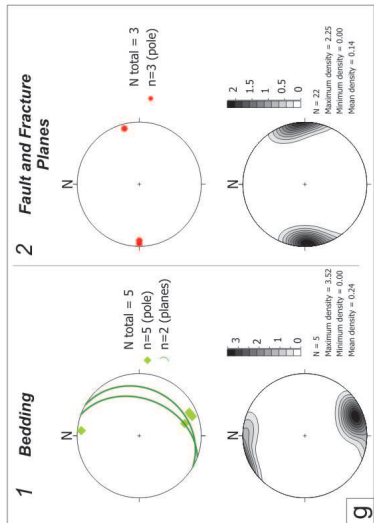 1 Bedding
N
N total = 5
n=5 (pole)
n=2 (planes)
3
2
1
0
N = 5
Maximum density = 3.52
Minimum density = 0.00
Mean density = 0.24
2 Fault and Fracture
Planes
N
N total = 3
n=3 (pole)
2
1.5
1
0.5
0
N = 22
Maximum density = 2.25
Minimum density = 0.00
Mean density = 0.14
g